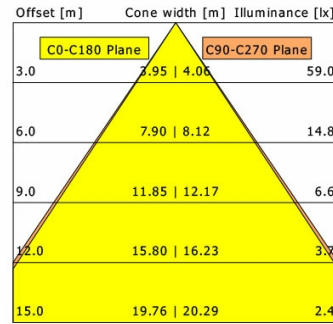 Offset [m] Cone width [m] Illuminance [lx]
C0-C180 Plane C90-C270 Plane
3.0 3.95 | 4.06 59.0
6.0 7.90 | 8.12 14.8
9.0 11.85 | 12.17 6.6
12.0 15.80 | 16.23 3.7
15.0 19.76 | 20.29 2.4